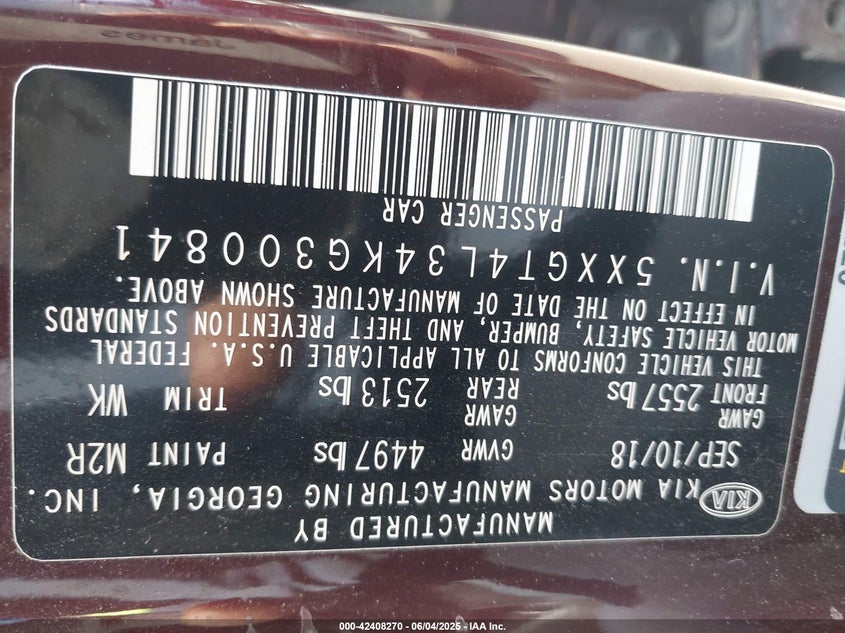 MANUFACTURED BY
KIA KIA MOTORS MANUFACTURING GEORGIA, INC.
SEP/10/18 GVWR 4497 lbs PAINT M2R
GAWR FRONT 2557 lbs GAWR REAR 2513 lbs TRIM WK
THIS VEHICLE CONFORMS TO ALL APPLICABLE U.S.A. FEDERAL
MOTOR VEHICLE SAFETY, BUMPER, AND THEFT PREVENTION STANDARDS
IN EFFECT ON THE DATE OF MANUFACTURE SHOWN ABOVE.
V.I.N. 5XXGT4L34KG300841
PASSENGER CAR
000-42408270 - 06/04/2025 - IAA Inc.